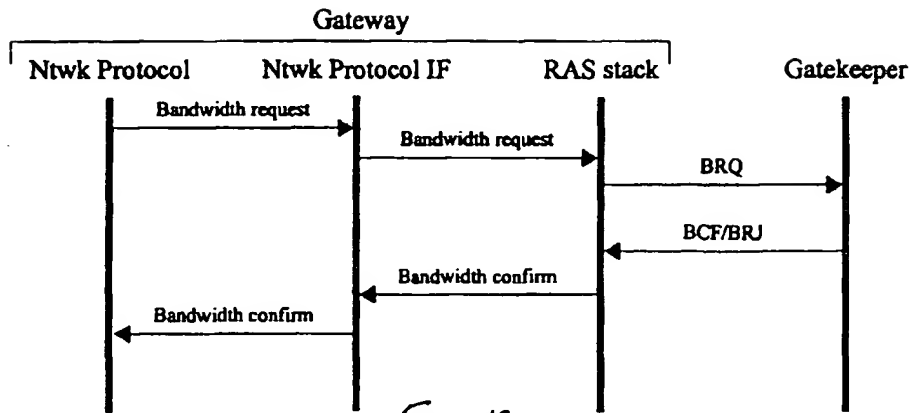 Gateway
Ntwk Protocol Ntwk Protocol IF RAS stack Gatekeeper
Bandwidth request
Bandwidth request
BRQ
BCF/BRJ
Bandwidth confirm
Bandwidth confirm